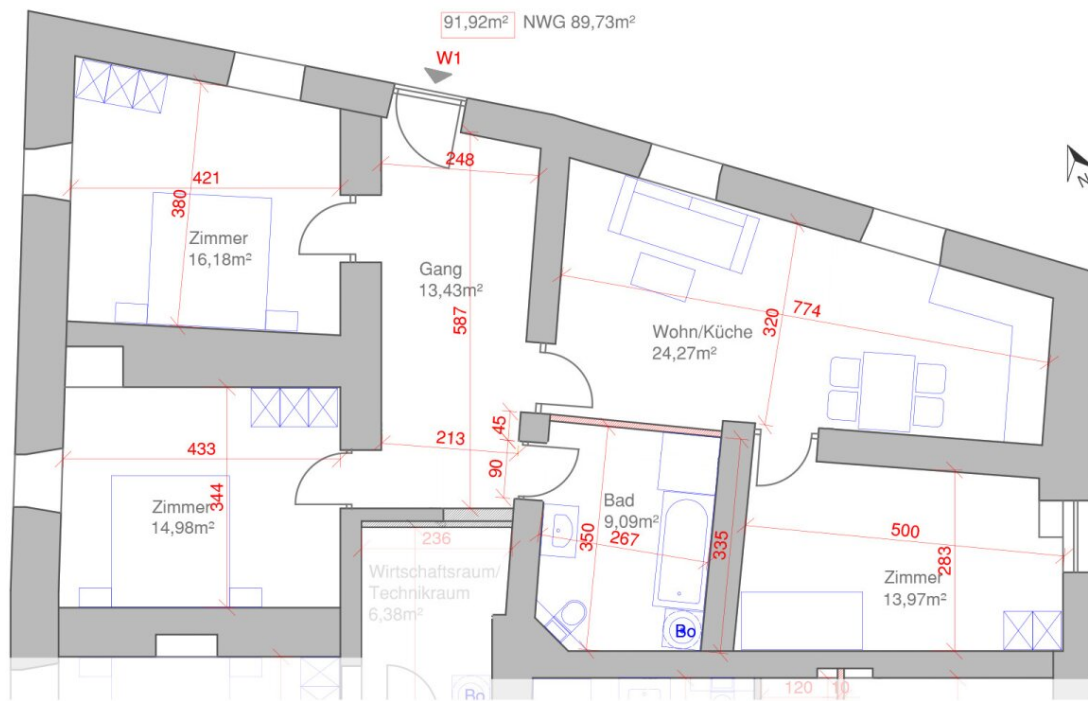 91,92m² NWG 89,73m²
W1
N
248
421
380
Zimmer
16,18m²
Gang
13,43m²
587
774
320
Wohn/Küche
24,27m²
45
213
90
433
344
Zimmer
14,98m²
Bad
9,09m²
350
267
335
500
283
Zimmer
13,97m²
236
Wirtschaftsraum/
Technikraum
6,38m²
Bo
Bo
120
10